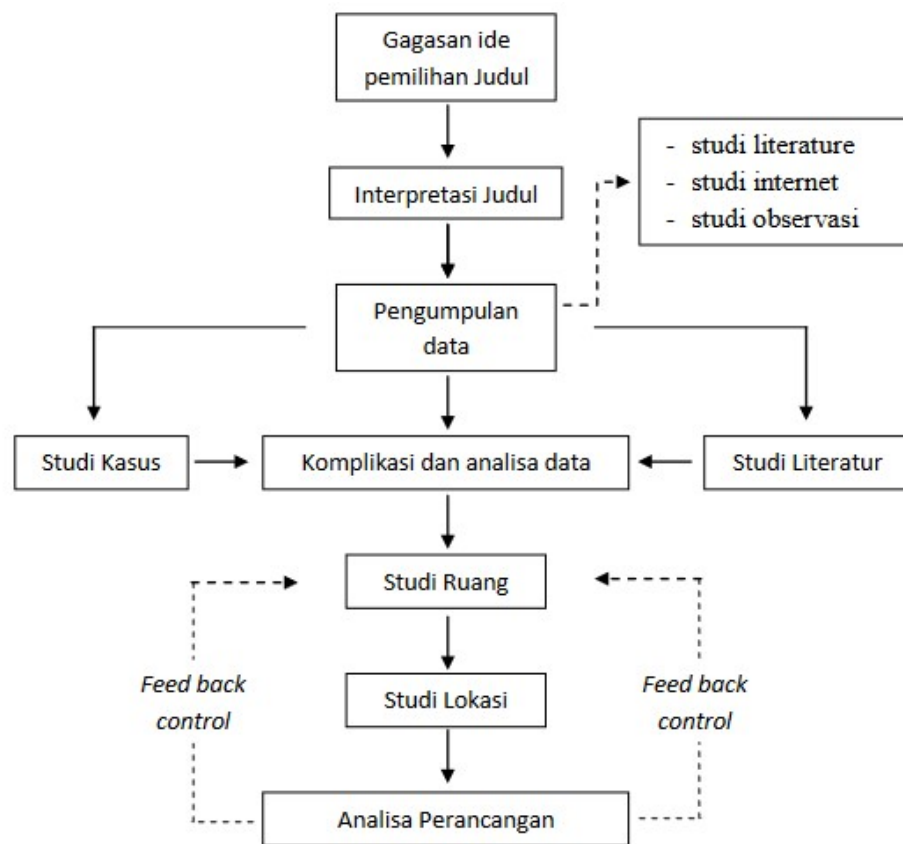 Gagasan ide
pemilihan Judul
- studi literature
- studi internet
- studi observasi
Interpretasi Judul
Pengumpulan
data
Studi Kasus
Komplikasi dan analisa data
Studi Literatur
Studi Ruang
Feed back
control
Studi Lokasi
Feed back
control
Analisa Perancangan